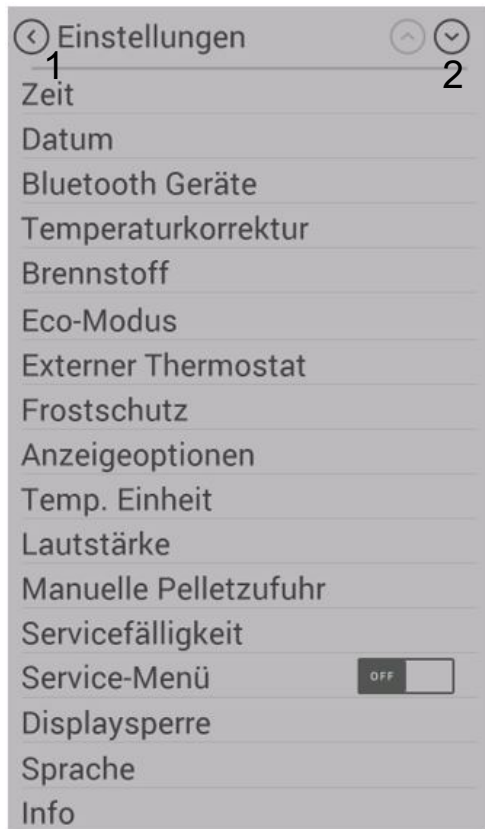 Einstellungen
1
2
Zeit
Datum
Bluetooth Geräte
Temperaturkorrektur
Brennstoff
Eco-Modus
Externer Thermostat
Frostschutz
Anzeigeoptionen
Temp. Einheit
Lautstärke
Manuelle Pelletzufuhr
Servicefälligkeit
Service-Menü OFF
Displaysperre
Sprache
Info